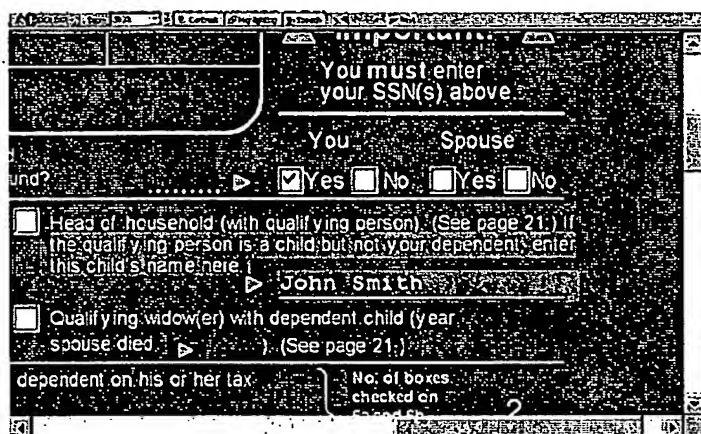 Important!
You must enter
your SSN(s) above
You Spouse
und? ......... Yes No Yes No
Head of household (with qualifying person). (See page 21.) If
the qualifying person is a child but not your dependent, enter
this child's name here.
John Smith
Qualifying widow(er) with dependent child (year
spouse died ). (See page 21.)
dependent on his or her tax
No. of boxes
checked on
6a and 6b 2